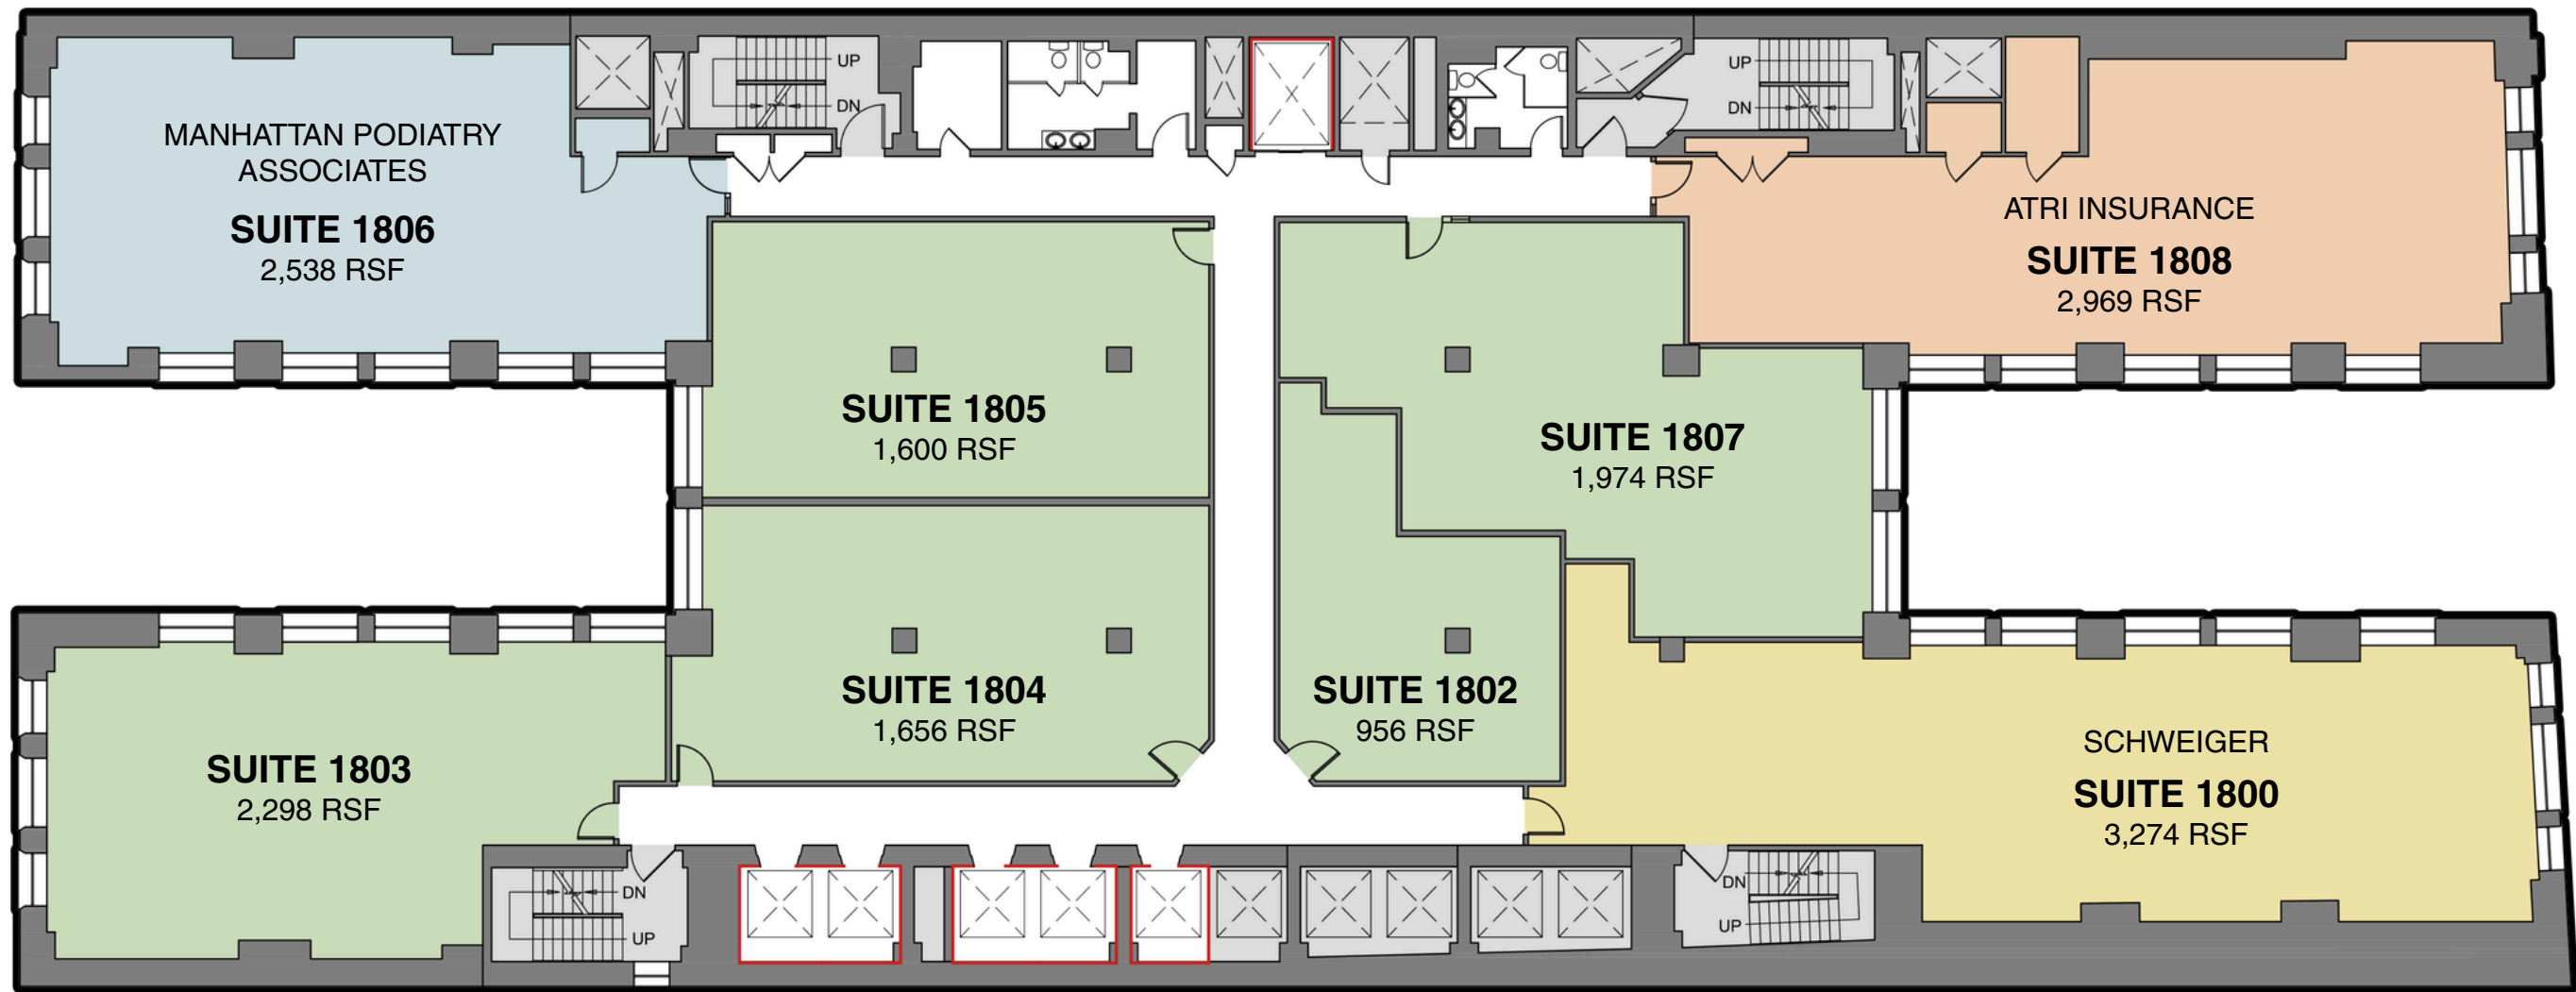 UP
DN
UP
DN
MANHATTAN PODIATRY
ASSOCIATES
SUITE 1806
2,538 RSF
ATRI INSURANCE
SUITE 1808
2,969 RSF
SUITE 1805
1,600 RSF
SUITE 1807
1,974 RSF
SUITE 1804
1,656 RSF
SUITE 1802
956 RSF
SUITE 1803
2,298 RSF
SCHWEIGER
SUITE 1800
3,274 RSF
DN
UP
DN
UP